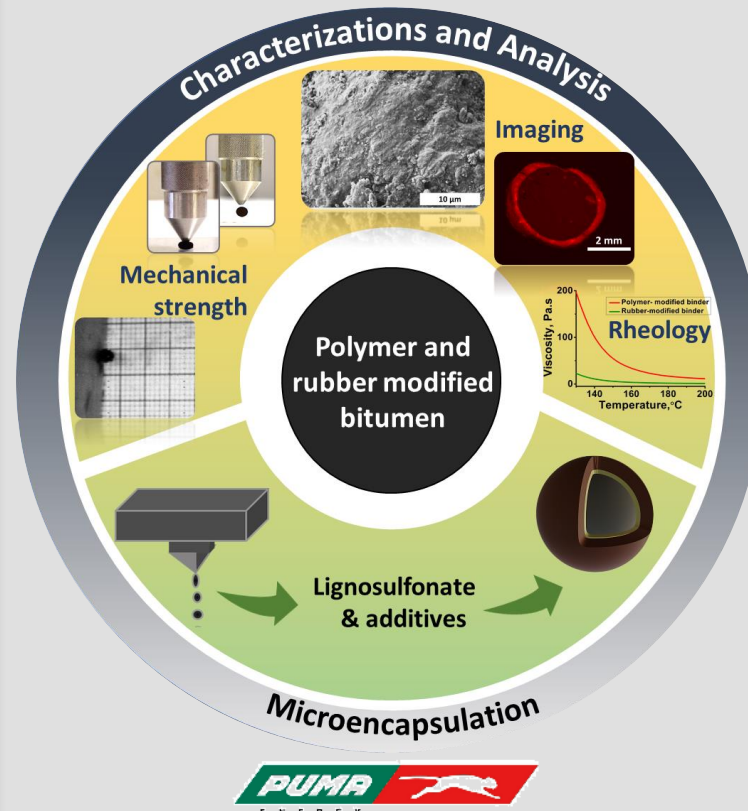 Characterizations and Analysis
Imaging
10 µm
2 mm
Mechanical
strength
200
100
0
Viscosity, Pa.s
Polymer- modified binder
Rubber-modified binder
Rheology
140
160
180
200
Temperature,°C
Polymer and
rubber modified
bitumen
Lignosulfonate
& additives
Microencapsulation
PUMA